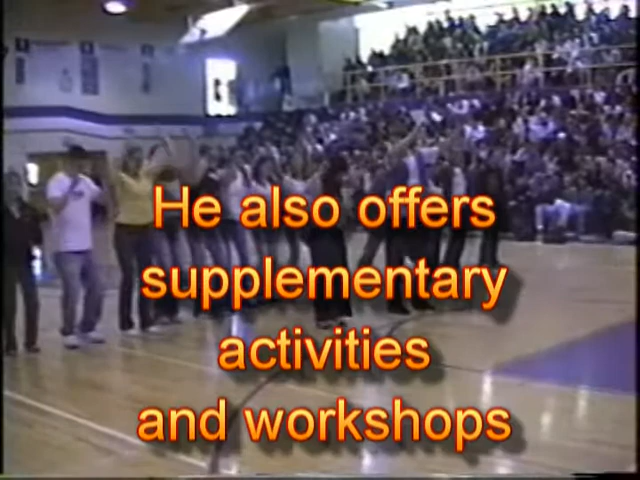 He also offers
supplementary
activities
and workshops